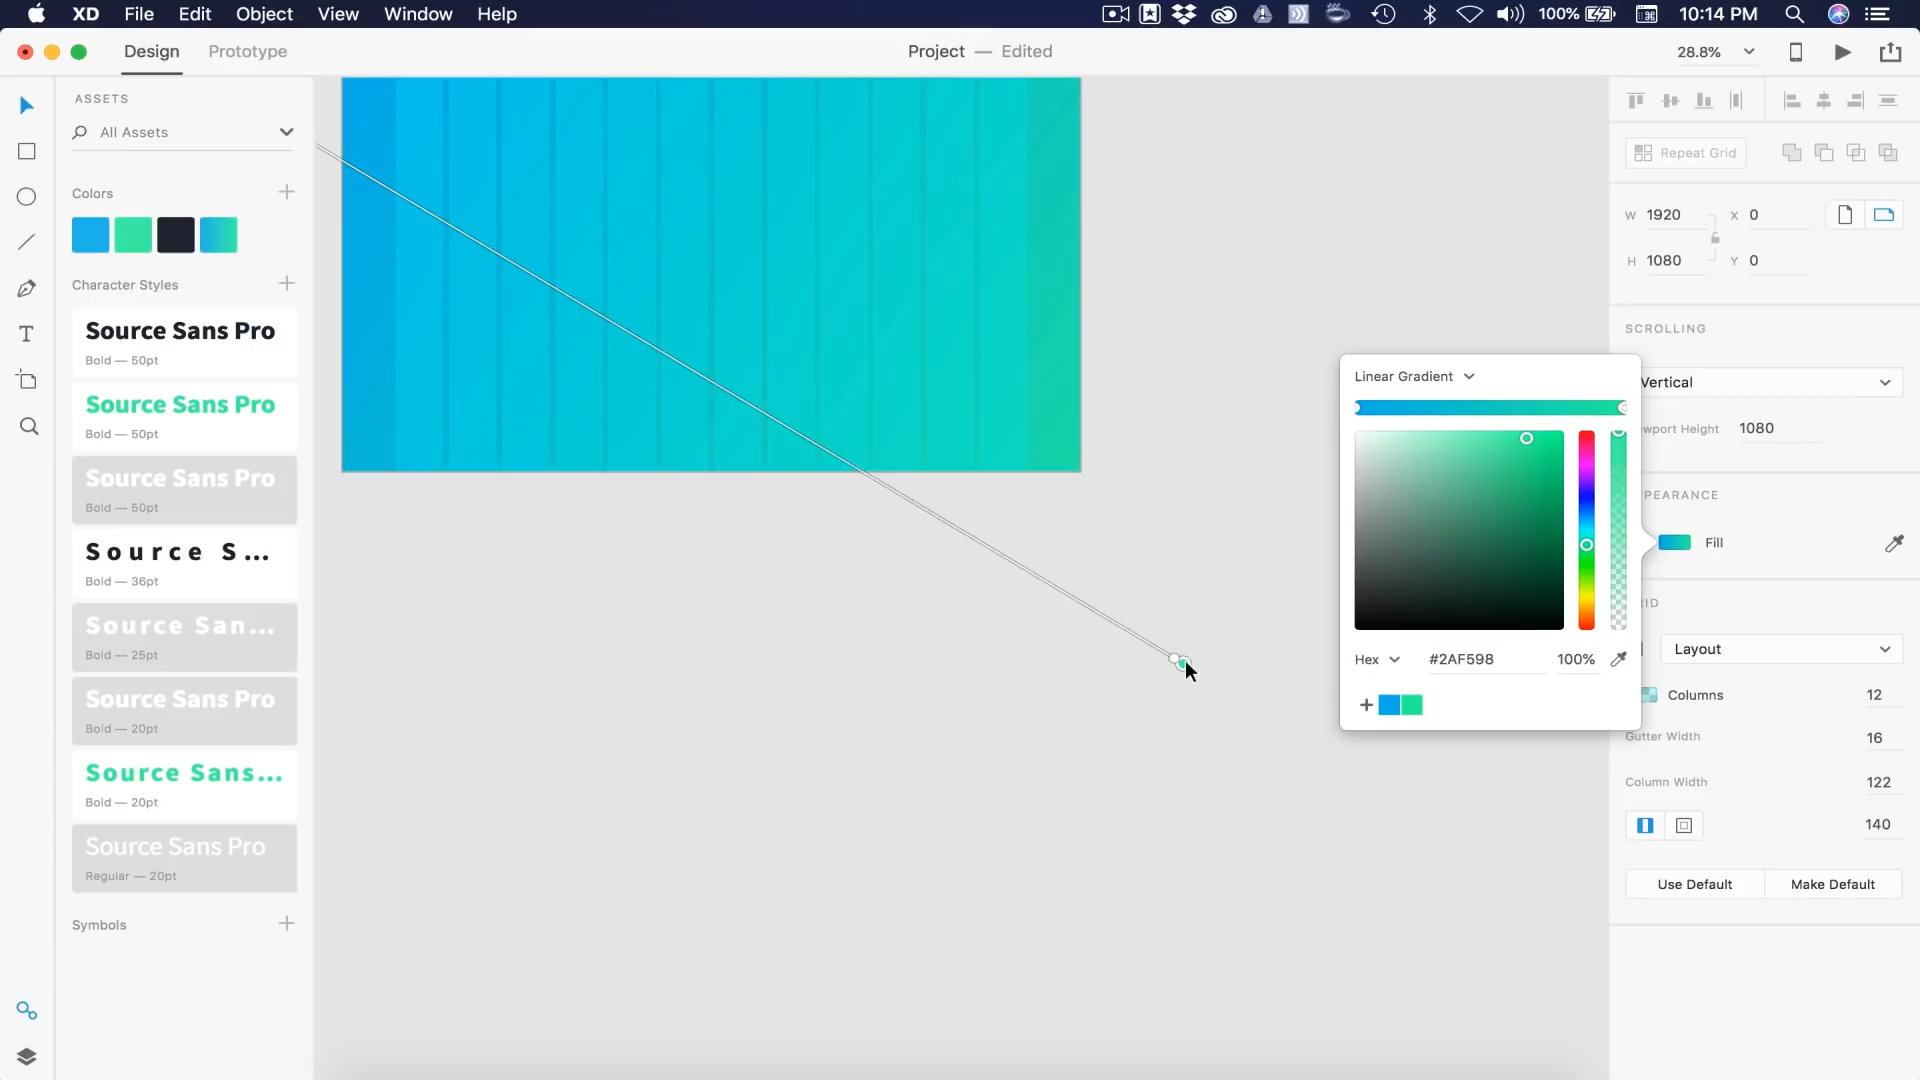 XD File Edit Object View Window Help 100% 10:14 PM
Design Prototype Project — Edited 28.8%
ASSETS
All Assets
Colors
Character Styles
Source Sans Pro
Bold — 50pt
Source Sans Pro
Bold — 50pt
Source Sans Pro
Bold — 50pt
Source S...
Bold — 36pt
Source San...
Bold — 25pt
Source Sans Pro
Bold — 20pt
Source Sans...
Bold — 20pt
Source Sans Pro
Regular — 20pt
Symbols
Linear Gradient
Hex #2AF598 100%
Repeat Grid
W 1920 X 0
H 1080 Y 0
SCROLLING
Vertical
wport Height 1080
PEARANCE
Fill
ID
Layout
Columns 12
Gutter Width 16
Column Width 122
140
Use Default Make Default